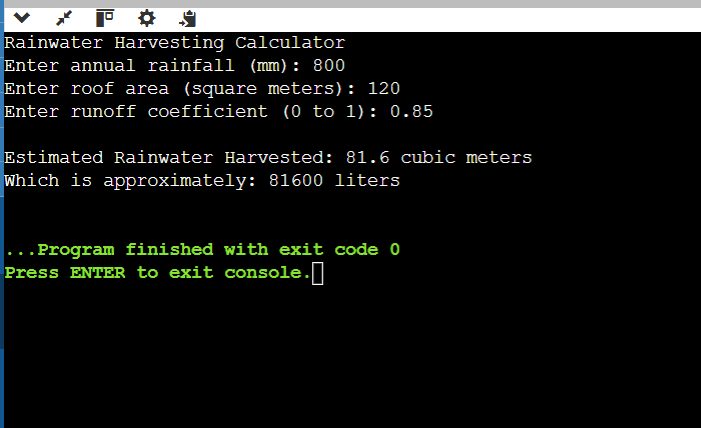 Rainwater Harvesting Calculator
Enter annual rainfall (mm): 800
Enter roof area (square meters): 120
Enter runoff coefficient (0 to 1): 0.85
Estimated Rainwater Harvested: 81.6 cubic meters
Which is approximately: 81600 liters
...Program finished with exit code 0
Press ENTER to exit console.